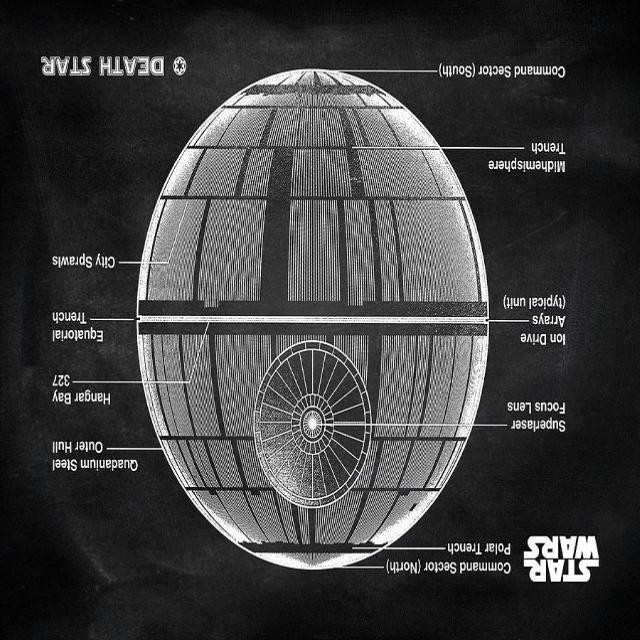 STAR
WARS
Command Sector (North)
Polar Trench
Quadanium Steel
Outer Hull
Superlaser
Focus Lens
Hangar Bay
327
Ion Drive
Arrays
(typical unit)
Equatorial
Trench
City Sprawls
Midhemisphere
Trench
Command Sector (South)
DEATH STAR